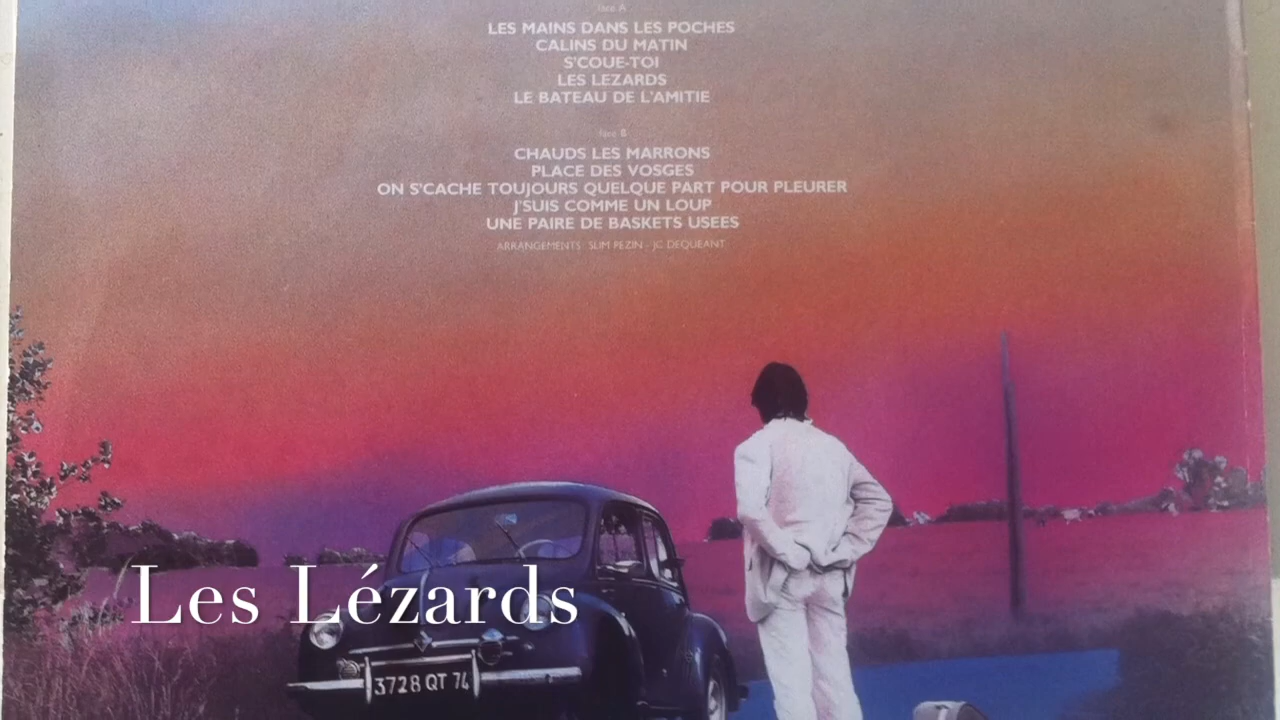 face A
LES MAINS DANS LES POCHES
CALINS DU MATIN
S'COUE-TOI
LES LEZARDS
LE BATEAU DE L'AMITIE
face B
CHAUDS LES MARRONS
PLACE DES VOSGES
ON S'CACHE TOUJOURS QUELQUE PART POUR PLEURER
J'SUIS COMME UN LOUP
UNE PAIRE DE BASKETS USEES
ARRANGEMENTS : SLIM PEZIN - JC DEQUEANT
Les Lézards
3728 QT 74